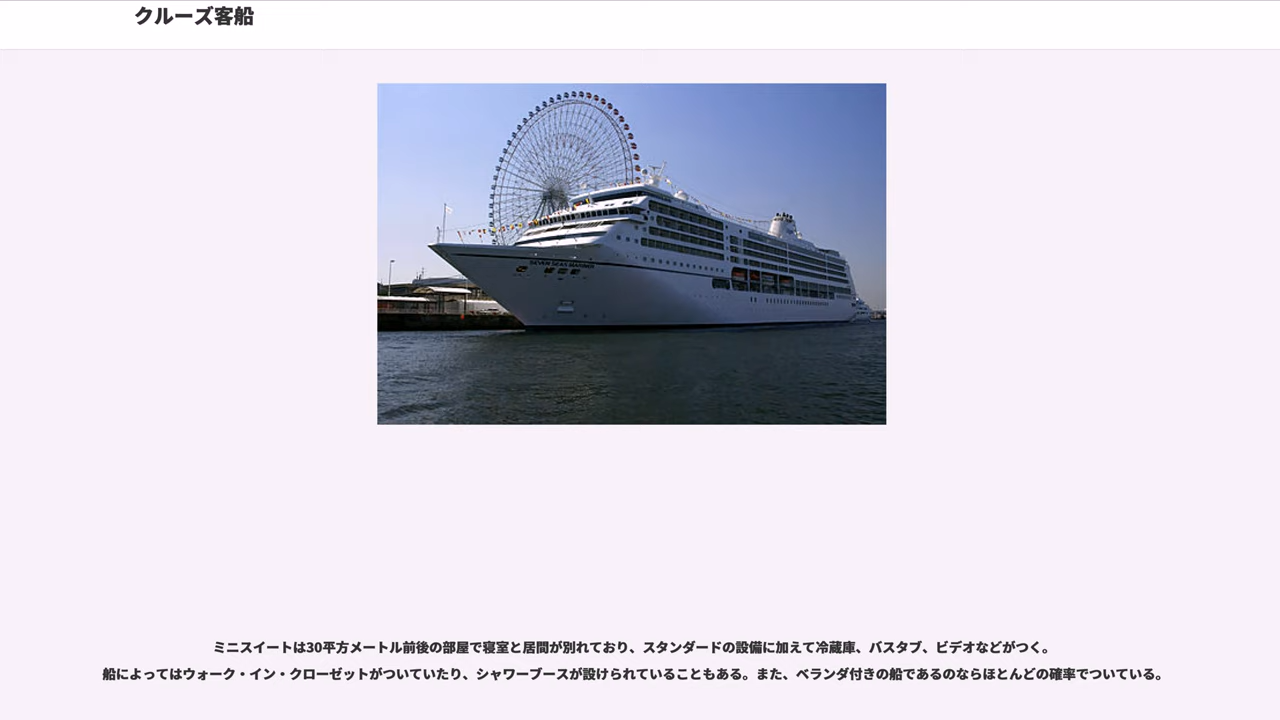 クルーズ客船
SEVEN SEAS MARINER
ミニスイートは30平方メートル前後の部屋で寝室と居間が別れており、スタンダードの設備に加えて冷蔵庫、バスタブ、ビデオなどがつく。
船によってはウォーク・イン・クローゼットがついていたり、シャワーブースが設けられていることもある。また、ベランダ付きの船であるのならほとんどの確率でついている。